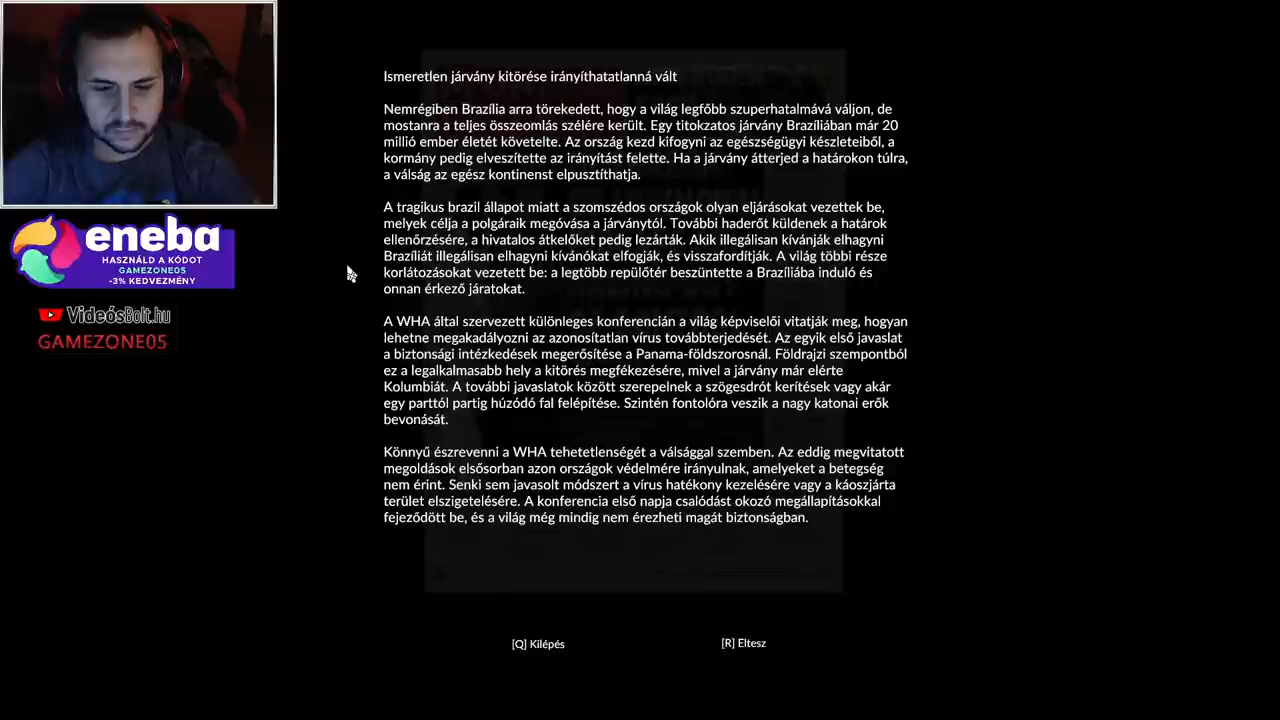 Ismeretlen járvány kitörése irányíthatatlanná vált
Nemrégiben Brazília arra törekedett, hogy a világ legfőbb szuperhatalmává váljon, de
mostanra a teljes összeomlás szélére került. Egy titokzatos járvány Brazíliában már 20
millió ember életét követelte. Az ország kezd kifogyni az egészségügyi készleteiből, a
kormány pedig elveszítette az irányítást felette. Ha a járvány átterjed a határokon túlra,
a válság az egész kontinenst elpusztíthatja.
A tragikus brazil állapot miatt a szomszédos országok olyan eljárásokat vezettek be,
melyek célja a polgáraik megóvása a járványtól. További haderőt küldenek a határok
ellenőrzésére, a hivatalos átkelőket pedig lezárták. Akik illegálisan kívánják elhagyni
Brazíliát illegálisan elhagyni kívánókat elfogják, és visszafordítják. A világ többi része
korlátozásokat vezetett be: a legtöbb repülőtér beszüntette a Brazíliába induló és
onnan érkező járatokat.
A WHA által szervezett különleges konferencián a világ képviselői vitatják meg, hogyan
lehetne megakadályozni az azonosítatlan vírus továbbterjedését. Az egyik első javaslat
a biztonsági intézkedések megerősítése a Panama-földszorosnál. Földrajzi szempontból
ez a legalkalmasabb hely a kitörés megfékezésére, mivel a járvány már elérte
Kolumbiát. A további javaslatok között szerepelnek a szögesdrót kerítések vagy akár
egy parttól partig húzódó fal felépítése. Szintén fontolóra veszik a nagy katonai erők
bevonását.
Könnyű észrevenni a WHA tehetetlenségét a válsággal szemben. Az eddig megvitatott
megoldások elsősorban azon országok védelmére irányulnak, amelyeket a betegség
nem érint. Senki sem javasolt módszert a vírus hatékony kezelésére vagy a káoszjárta
terület elszigetelésére. A konferencia első napja csalódást okozó megállapításokkal
fejeződött be, és a világ még mindig nem érezheti magát biztonságban.
[Q] Kilépés
[R] Eltesz
eneba
HASZNÁLD A KÓDOT
GAMEZONE05
-3% KEDVEZMÉNY
VideósBolt.hu
GAMEZONE05